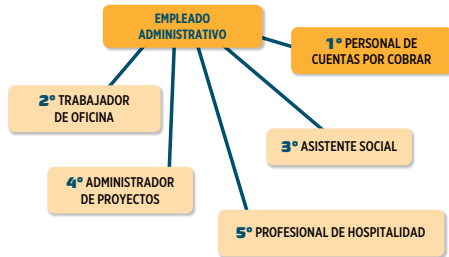 EMPLEADO
ADMINISTRATIVO
1º PERSONAL DE
CUENTAS POR COBRAR
2º TRABAJADOR
DE OFICINA
3º ASISTENTE SOCIAL
4º ADMINISTRADOR
DE PROYECTOS
5º PROFESIONAL DE HOSPITALIDAD